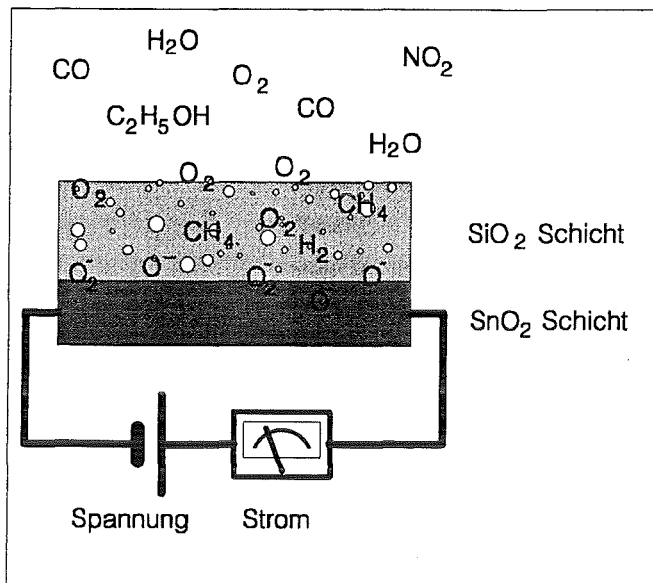 H₂O
CO
O₂
NO₂
C₂H₅OH
CO
H₂O
O₂
O₂
O₂
CH₄
O₂
CH₄
H₂
SiO₂ Schicht
O₂⁻
O⁻⁻
O₂⁻
O⁻
O⁻
SnO₂ Schicht
Spannung
Strom